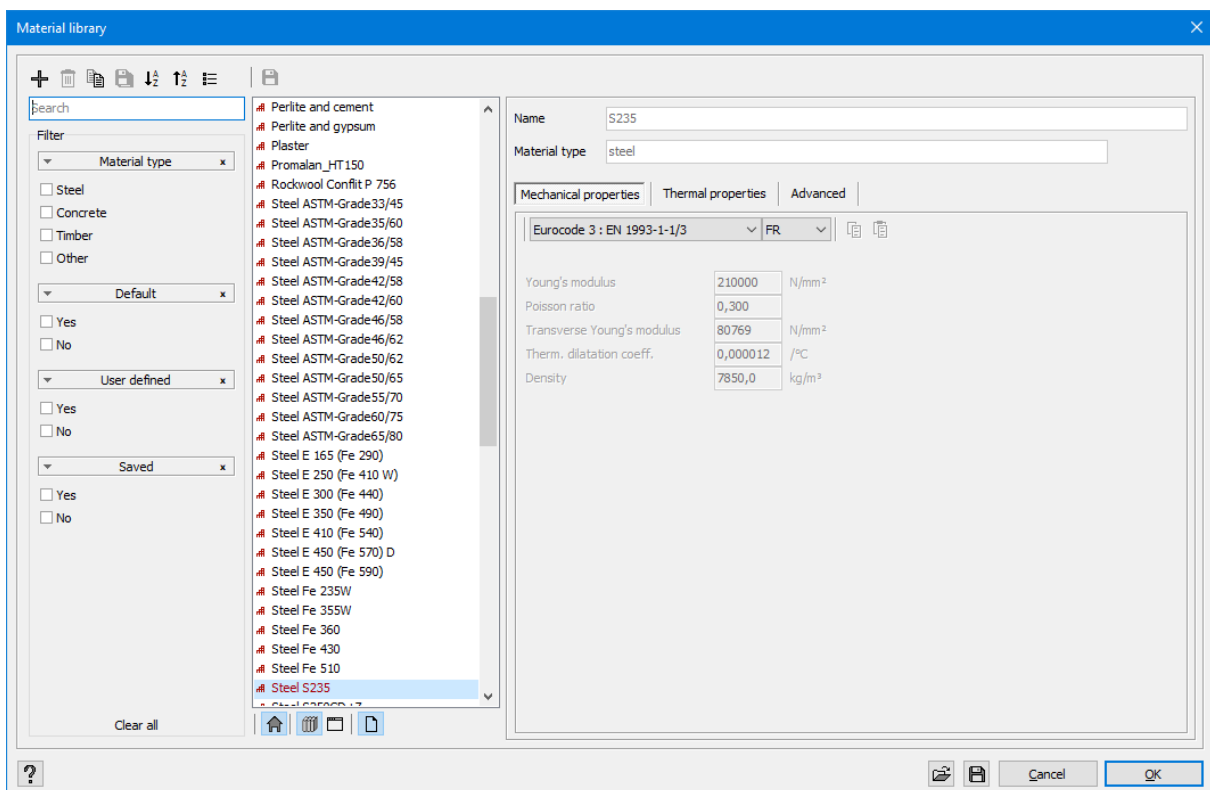 Material library
Search
Filter
Material type x
Steel
Concrete
Timber
Other
Default x
Yes
No
User defined x
Yes
No
Saved x
Yes
No
Clear all
Perlite and cement
Perlite and gypsum
Plaster
Promalan_HT150
Rockwool Conflit P 756
Steel ASTM-Grade33/45
Steel ASTM-Grade35/60
Steel ASTM-Grade36/58
Steel ASTM-Grade39/45
Steel ASTM-Grade42/58
Steel ASTM-Grade42/60
Steel ASTM-Grade46/58
Steel ASTM-Grade46/62
Steel ASTM-Grade50/62
Steel ASTM-Grade50/65
Steel ASTM-Grade55/70
Steel ASTM-Grade60/75
Steel ASTM-Grade65/80
Steel E 165 (Fe 290)
Steel E 250 (Fe 410 W)
Steel E 300 (Fe 440)
Steel E 350 (Fe 490)
Steel E 410 (Fe 540)
Steel E 450 (Fe 570) D
Steel E 450 (Fe 590)
Steel Fe 235W
Steel Fe 355W
Steel Fe 360
Steel Fe 430
Steel Fe 510
Steel S235
Name S235
Material type steel
Mechanical properties Thermal properties Advanced
Eurocode 3 : EN 1993-1-1/3 FR
Young's modulus 210000 N/mm²
Poisson ratio 0,300
Transverse Young's modulus 80769 N/mm²
Therm. dilatation coeff. 0,000012 /°C
Density 7850,0 kg/m³
? Cancel OK